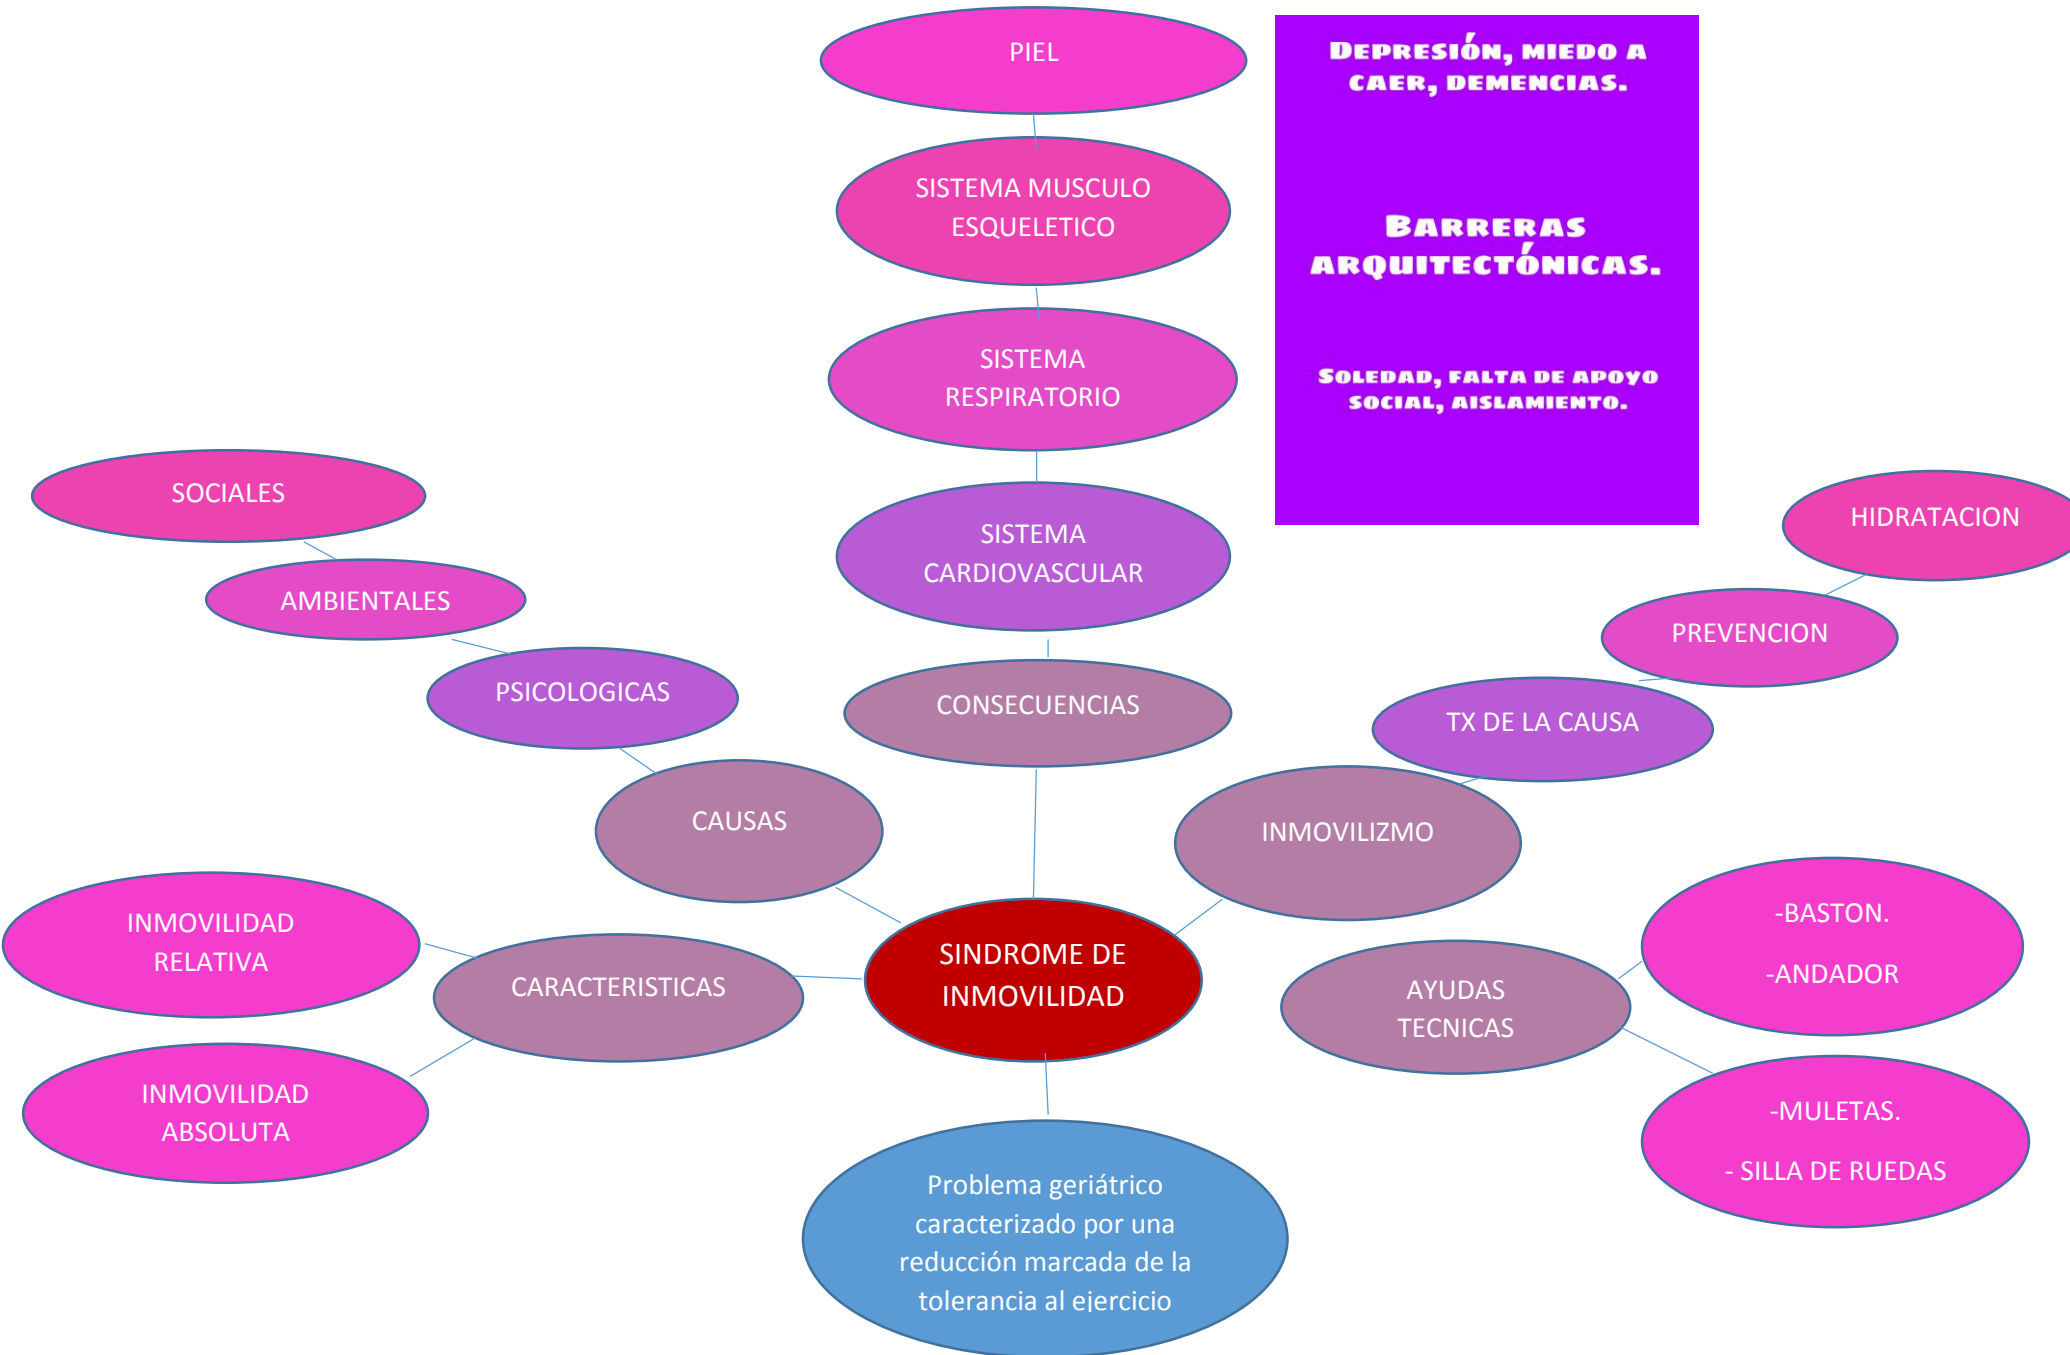 PIEL
SISTEMA MUSCULO
ESQUELETICO
SISTEMA
RESPIRATORIO
SISTEMA
CARDIOVASCULAR
CONSECUENCIAS
Depresión, miedo a
caer, demencias.
Barreras
arquitectónicas.
Soledad, falta de apoyo
social, aislamiento.
SOCIALES
AMBIENTALES
PSICOLOGICAS
CAUSAS
HIDRATACION
PREVENCION
TX DE LA CAUSA
INMOVILIZMO
INMOVILIDAD
RELATIVA
INMOVILIDAD
ABSOLUTA
CARACTERISTICAS
SINDROME DE
INMOVILIDAD
AYUDAS
TECNICAS
-BASTON.
-ANDADOR
-MULETAS.
- SILLA DE RUEDAS
Problema geriátrico
caracterizado por una
reducción marcada de la
tolerancia al ejercicio